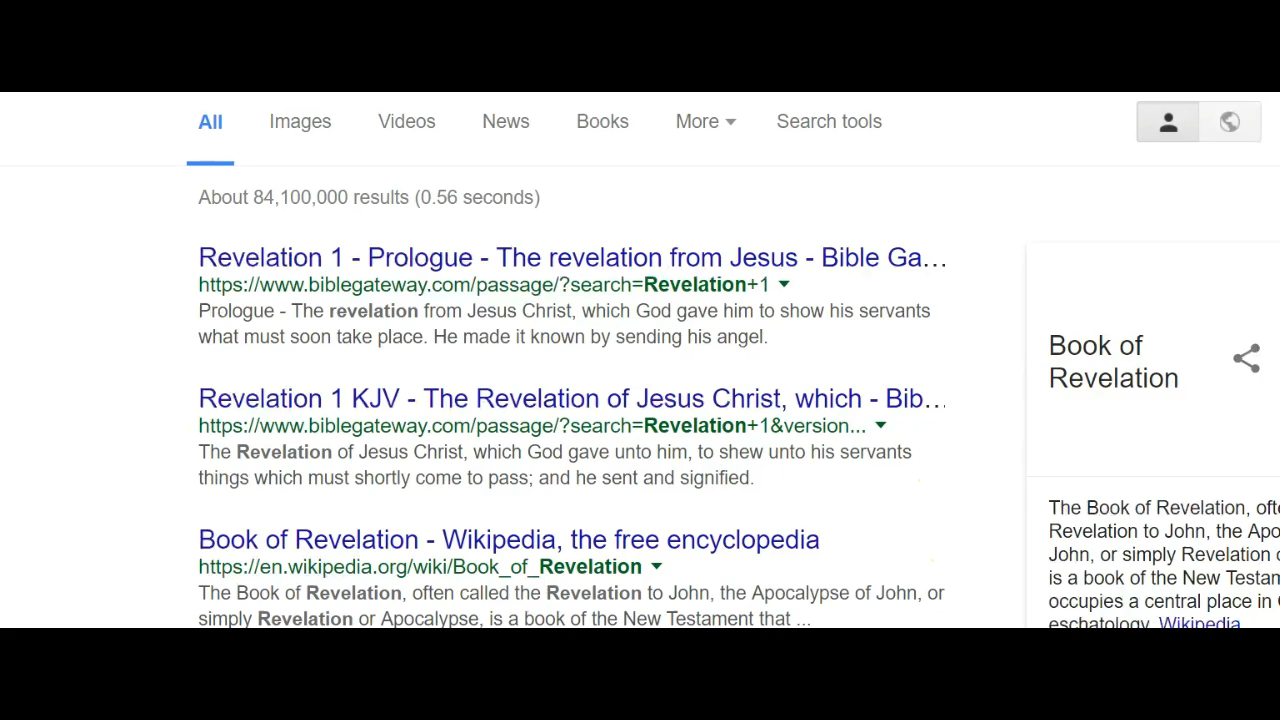 All Images Videos News Books More Search tools
About 84,100,000 results (0.56 seconds)
Revelation 1 - Prologue - The revelation from Jesus - Bible Ga...
https://www.biblegateway.com/passage/?search=Revelation+1
Prologue - The revelation from Jesus Christ, which God gave him to show his servants
what must soon take place. He made it known by sending his angel.
Revelation 1 KJV - The Revelation of Jesus Christ, which - Bib...
https://www.biblegateway.com/passage/?search=Revelation+1&version...
The Revelation of Jesus Christ, which God gave unto him, to shew unto his servants
things which must shortly come to pass; and he sent and signified.
Book of Revelation - Wikipedia, the free encyclopedia
https://en.wikipedia.org/wiki/Book_of_Revelation
The Book of Revelation, often called the Revelation to John, the Apocalypse of John, or
simply Revelation or Apocalypse, is a book of the New Testament that ...
Book of
Revelation
The Book of Revelation,
Revelation to John, the
John, or simply Revelation
is a book of the New
occupies a central place in
eschatology. Wikipedia